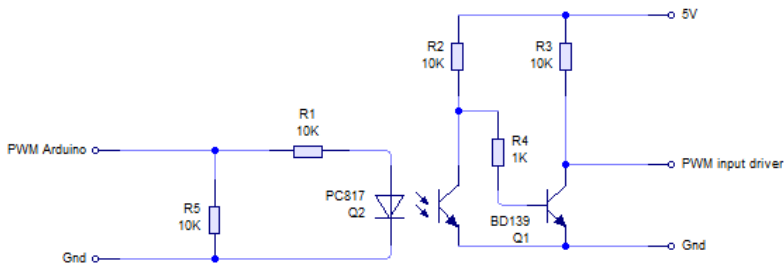 5V
R2
10K
R3
10K
R1
10K
PWM Arduino
R4
1K
PWM input driver
PC817
Q2
R5
10K
BD139
Q1
Gnd
Gnd